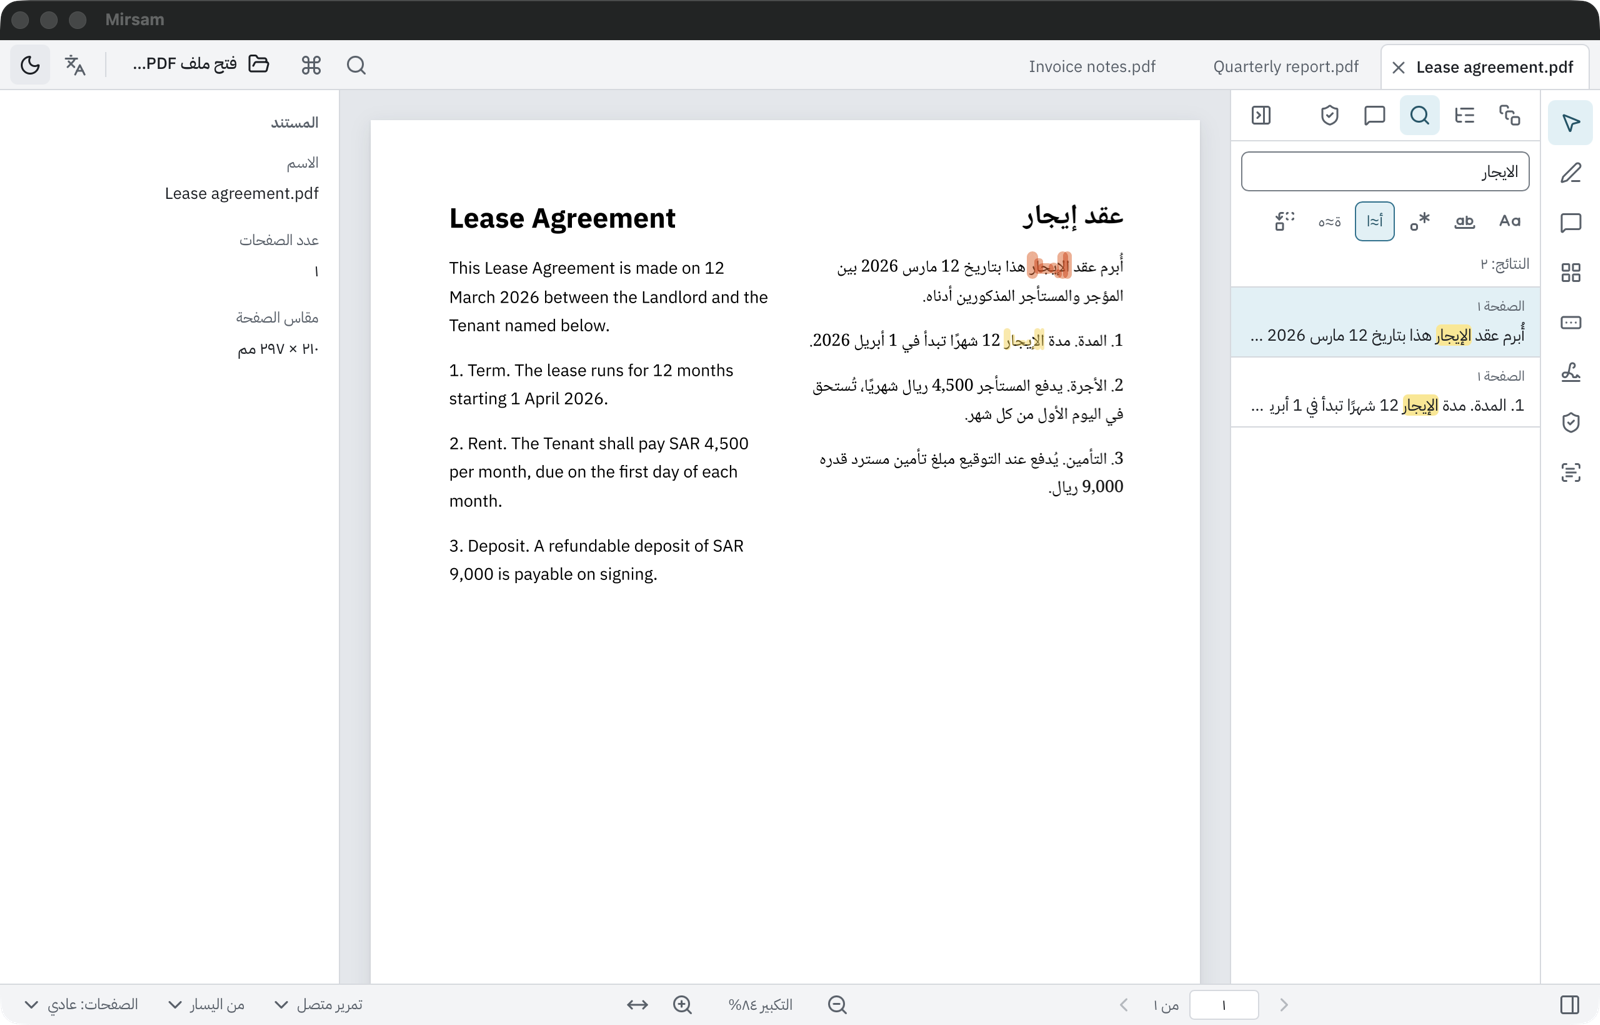 Mirsam
فتح ملف PDF...
Invoice notes.pdf
Quarterly report.pdf
Lease agreement.pdf
المستند
الاسم
Lease agreement.pdf
عدد الصفحات
١
مقاس الصفحة
٢١٠ × ٢٩٧ مم
Lease Agreement
This Lease Agreement is made on 12
March 2026 between the Landlord and the
Tenant named below.
1. Term. The lease runs for 12 months
starting 1 April 2026.
2. Rent. The Tenant shall pay SAR 4,500
per month, due on the first day of each
month.
3. Deposit. A refundable deposit of SAR
9,000 is payable on signing.
عقد إيجار
أُبرم عقد الإيجار هذا بتاريخ 12 مارس 2026 بين
المؤجر والمستأجر المذكورين أدناه.
1. المدة. مدة الإيجار 12 شهرًا تبدأ في 1 أبريل 2026.
2. الأجرة. يدفع المستأجر 4,500 ريال شهريًا، تُستحق
في اليوم الأول من كل شهر.
3. التأمين. يُدفع عند التوقيع مبلغ تأمين مسترد قدره
9,000 ريال.
الايجار
Aa
ab
أ≈ا
ة≈ه
النتائج: ٢
الصفحة ١
أُبرم عقد الإيجار هذا بتاريخ 12 مارس 2026 ...
الصفحة ١
1. المدة. مدة الإيجار 12 شهرًا تبدأ في 1 أبري ...
الصفحات: عادي
من اليسار
تمرير متصل
التكبير ٨٤%
من ١
١